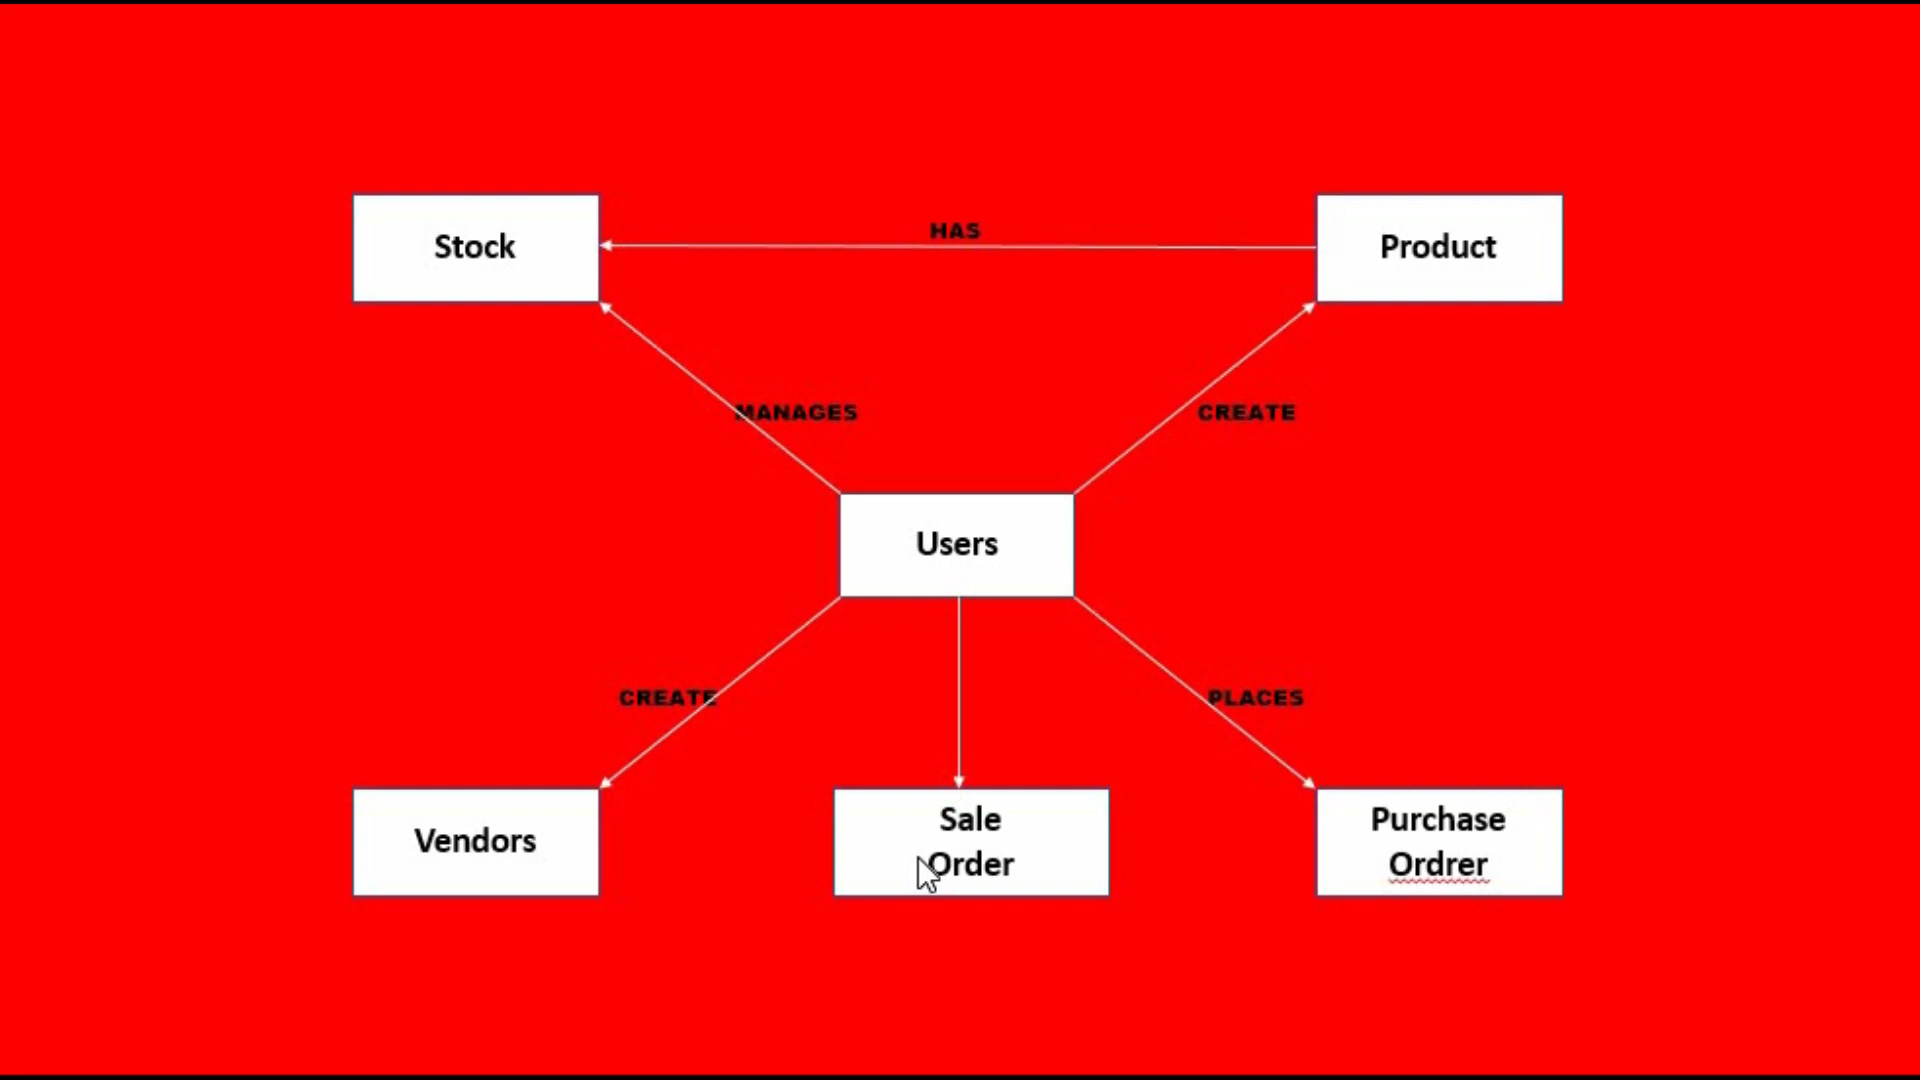 HAS
Stock
Product
MANAGES
CREATE
Users
CREATE
PLACES
Vendors
Sale
Order
Purchase
Ordrer